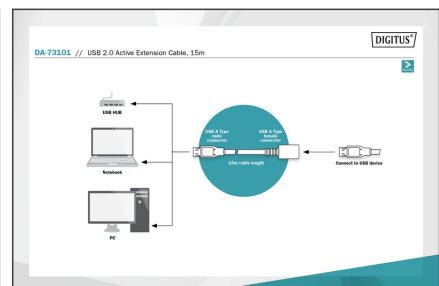 DIGITUS®
DA-73101 // USB 2.0 Active Extension Cable, 15m
USB HUB
USB A Type
male
connector
USB A Type
female
connector
15m cable length
Notebook
Connect to USB device
PC